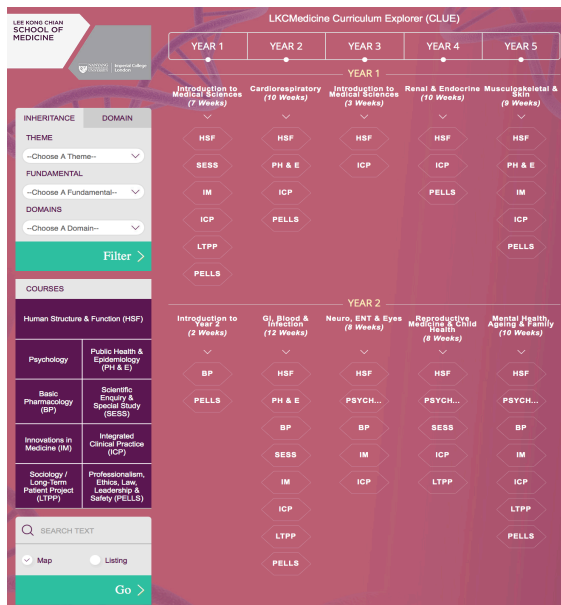 LEE KONG CHIAN
SCHOOL OF
MEDICINE
NANYANG
TECHNOLOGICAL
UNIVERSITY
Imperial College
London
LKCMedicine Curriculum Explorer (CLUE)
YEAR 1 YEAR 2 YEAR 3 YEAR 4 YEAR 5
INHERITANCE DOMAIN
THEME
--Choose A Theme--
FUNDAMENTAL
--Choose A Fundamental--
DOMAINS
--Choose A Domain--
Filter
COURSES
Human Structure & Function (HSF)
Psychology
Public Health &
Epidemiology
(PH & E)
Basic
Pharmacology
(BP)
Scientific
Enquiry &
Special Study
(SESS)
Innovations in
Medicine (IM)
Integrated
Clinical Practice
(ICP)
Sociology /
Long-Term
Patient Project
(LTPP)
Professionalism,
Ethics, Law,
Leadership &
Safety (PELLS)
SEARCH TEXT
Map Listing
Go
YEAR 1
Introduction to
Medical Sciences
(7 Weeks)
HSF
SESS
IM
ICP
LTPP
PELLS
Cardiorespiratory
(10 Weeks)
HSF
PH & E
ICP
PELLS
Introduction to
Medical Sciences
(3 Weeks)
HSF
ICP
Renal & Endocrine
(10 Weeks)
HSF
ICP
PELLS
Musculoskeletal &
Skin
(9 Weeks)
HSF
PH & E
IM
ICP
PELLS
YEAR 2
Introduction to
Year 2
(2 Weeks)
BP
PELLS
GI, Blood &
Infection
(12 Weeks)
HSF
PH & E
BP
SESS
IM
ICP
LTPP
PELLS
Neuro, ENT & Eyes
(8 Weeks)
HSF
PSYCH...
BP
IM
ICP
Reproductive
Medicine & Child
Health
(8 Weeks)
HSF
PSYCH...
SESS
ICP
LTPP
Mental Health,
Ageing & Family
(10 Weeks)
HSF
PSYCH...
BP
IM
ICP
LTPP
PELLS